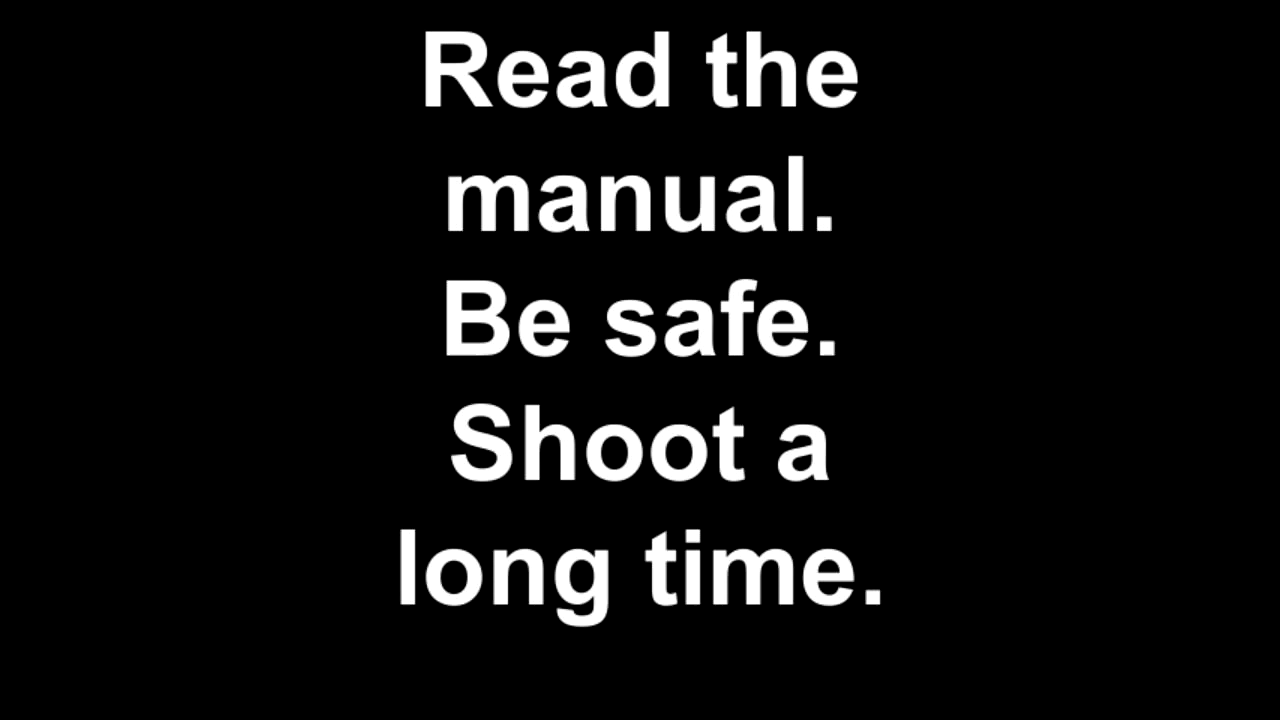 Read the
manual.
Be safe.
Shoot a
long time.